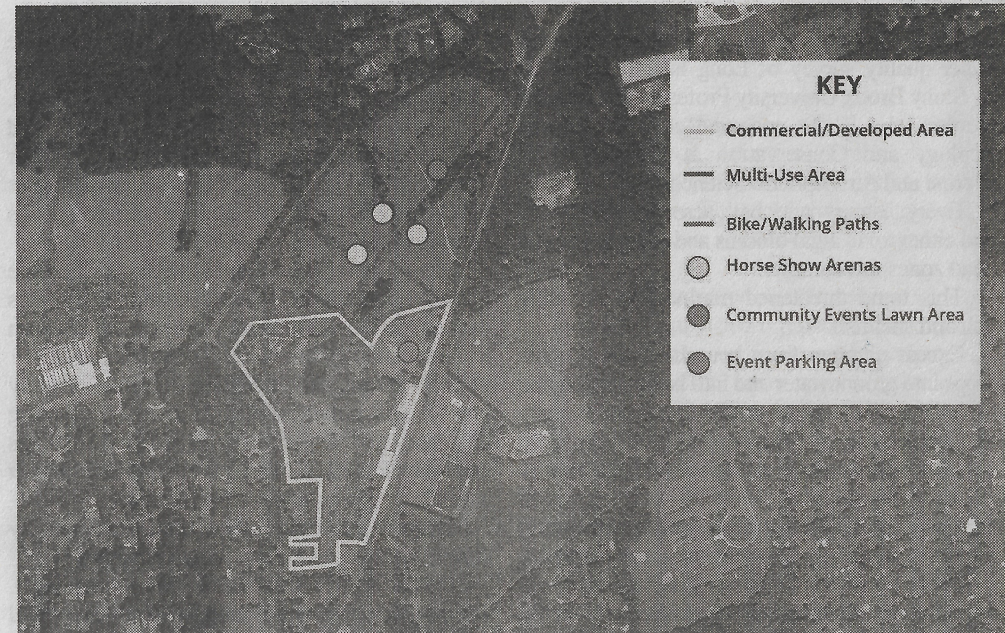 KEY
Commercial/Developed Area
Multi-Use Area
Bike/Walking Paths
Horse Show Arenas
Community Events Lawn Area
Event Parking Area